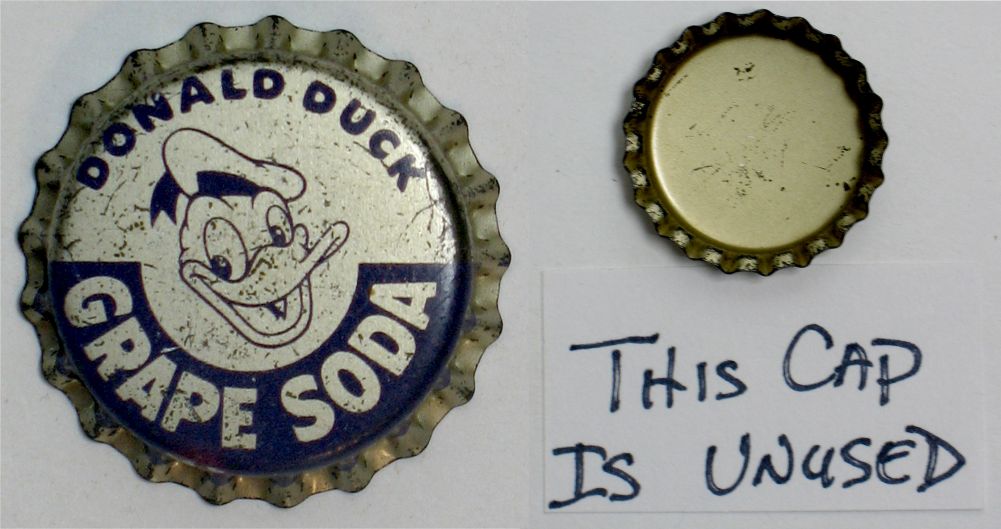 DONALD DUCK
GRAPE SODA
THIS CAP
IS UNUSED